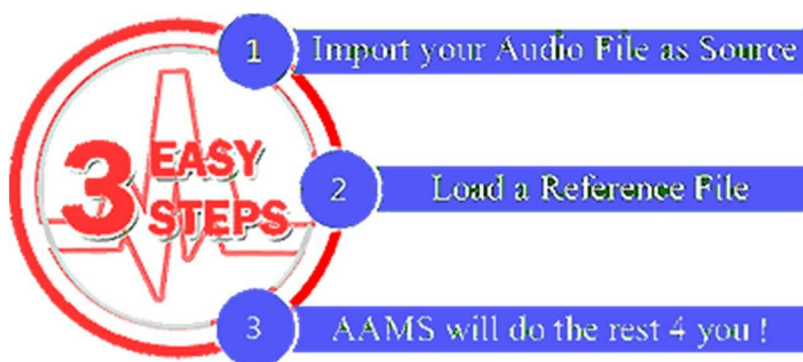 3 EASY
STEPS
1 Import your Audio File as Source
2 Load a Reference File
3 AAMS will do the rest 4 you !